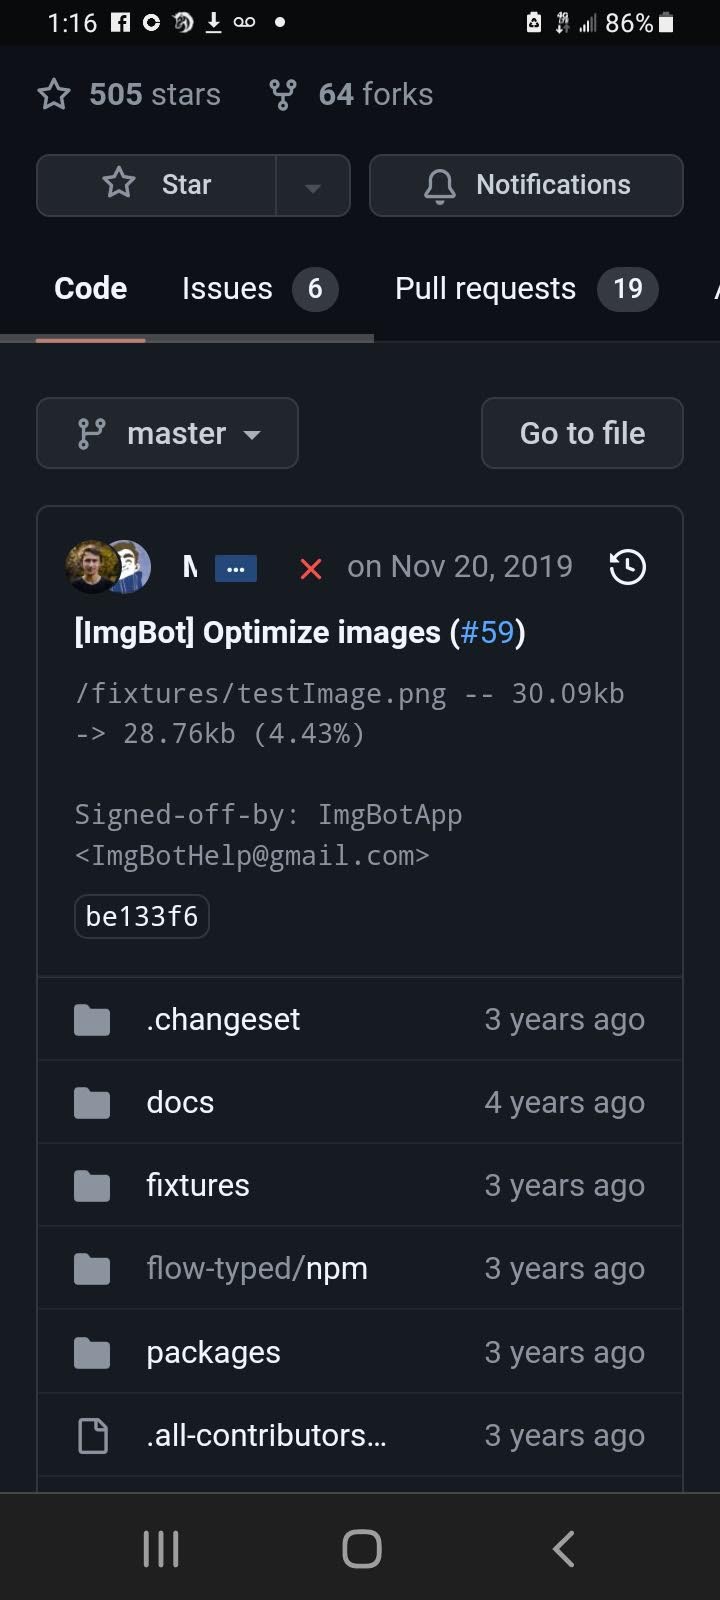 1:16 86%
505 stars 64 forks
Star Notifications
Code Issues 6 Pull requests 19
master Go to file
... on Nov 20, 2019
[ImgBot] Optimize images (#59)
/fixtures/testImage.png -- 30.09kb
-> 28.76kb (4.43%)
Signed-off-by: ImgBotApp
<ImgBotHelp@gmail.com>
be133f6
.changeset 3 years ago
docs 4 years ago
fixtures 3 years ago
flow-typed/npm 3 years ago
packages 3 years ago
.all-contributors... 3 years ago